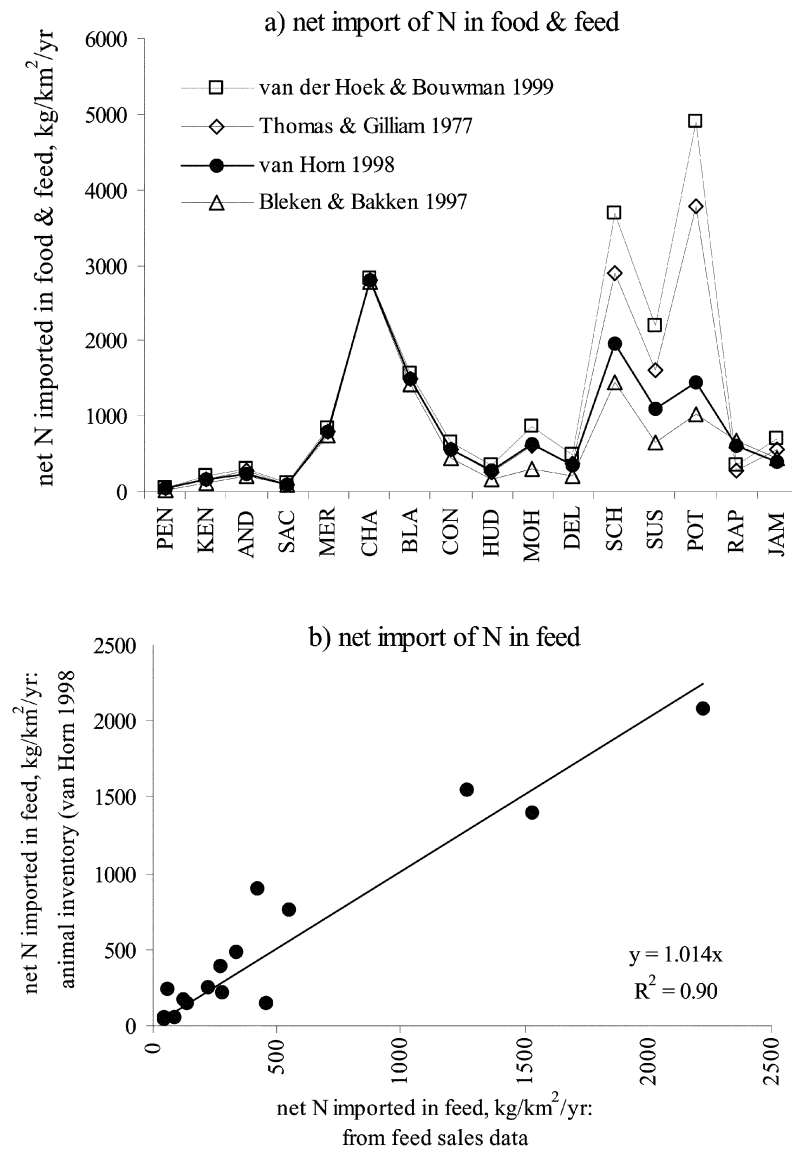 a) net import of N in food & feed
net N imported in food & feed, kg/km²/yr
6000
5000
4000
3000
2000
1000
0
van der Hoek & Bouwman 1999
Thomas & Gilliam 1977
van Horn 1998
Bleken & Bakken 1997
PEN
KEN
AND
SAC
MER
CHA
BLA
CON
HUD
MOH
DEL
SCH
SUS
POT
RAP
JAM
b) net import of N in feed
net N imported in feed, kg/km²/yr:
animal inventory (van Horn 1998
2500
2000
1500
1000
500
0
y = 1.014x
R² = 0.90
0
500
1000
1500
2000
2500
net N imported in feed, kg/km²/yr:
from feed sales data